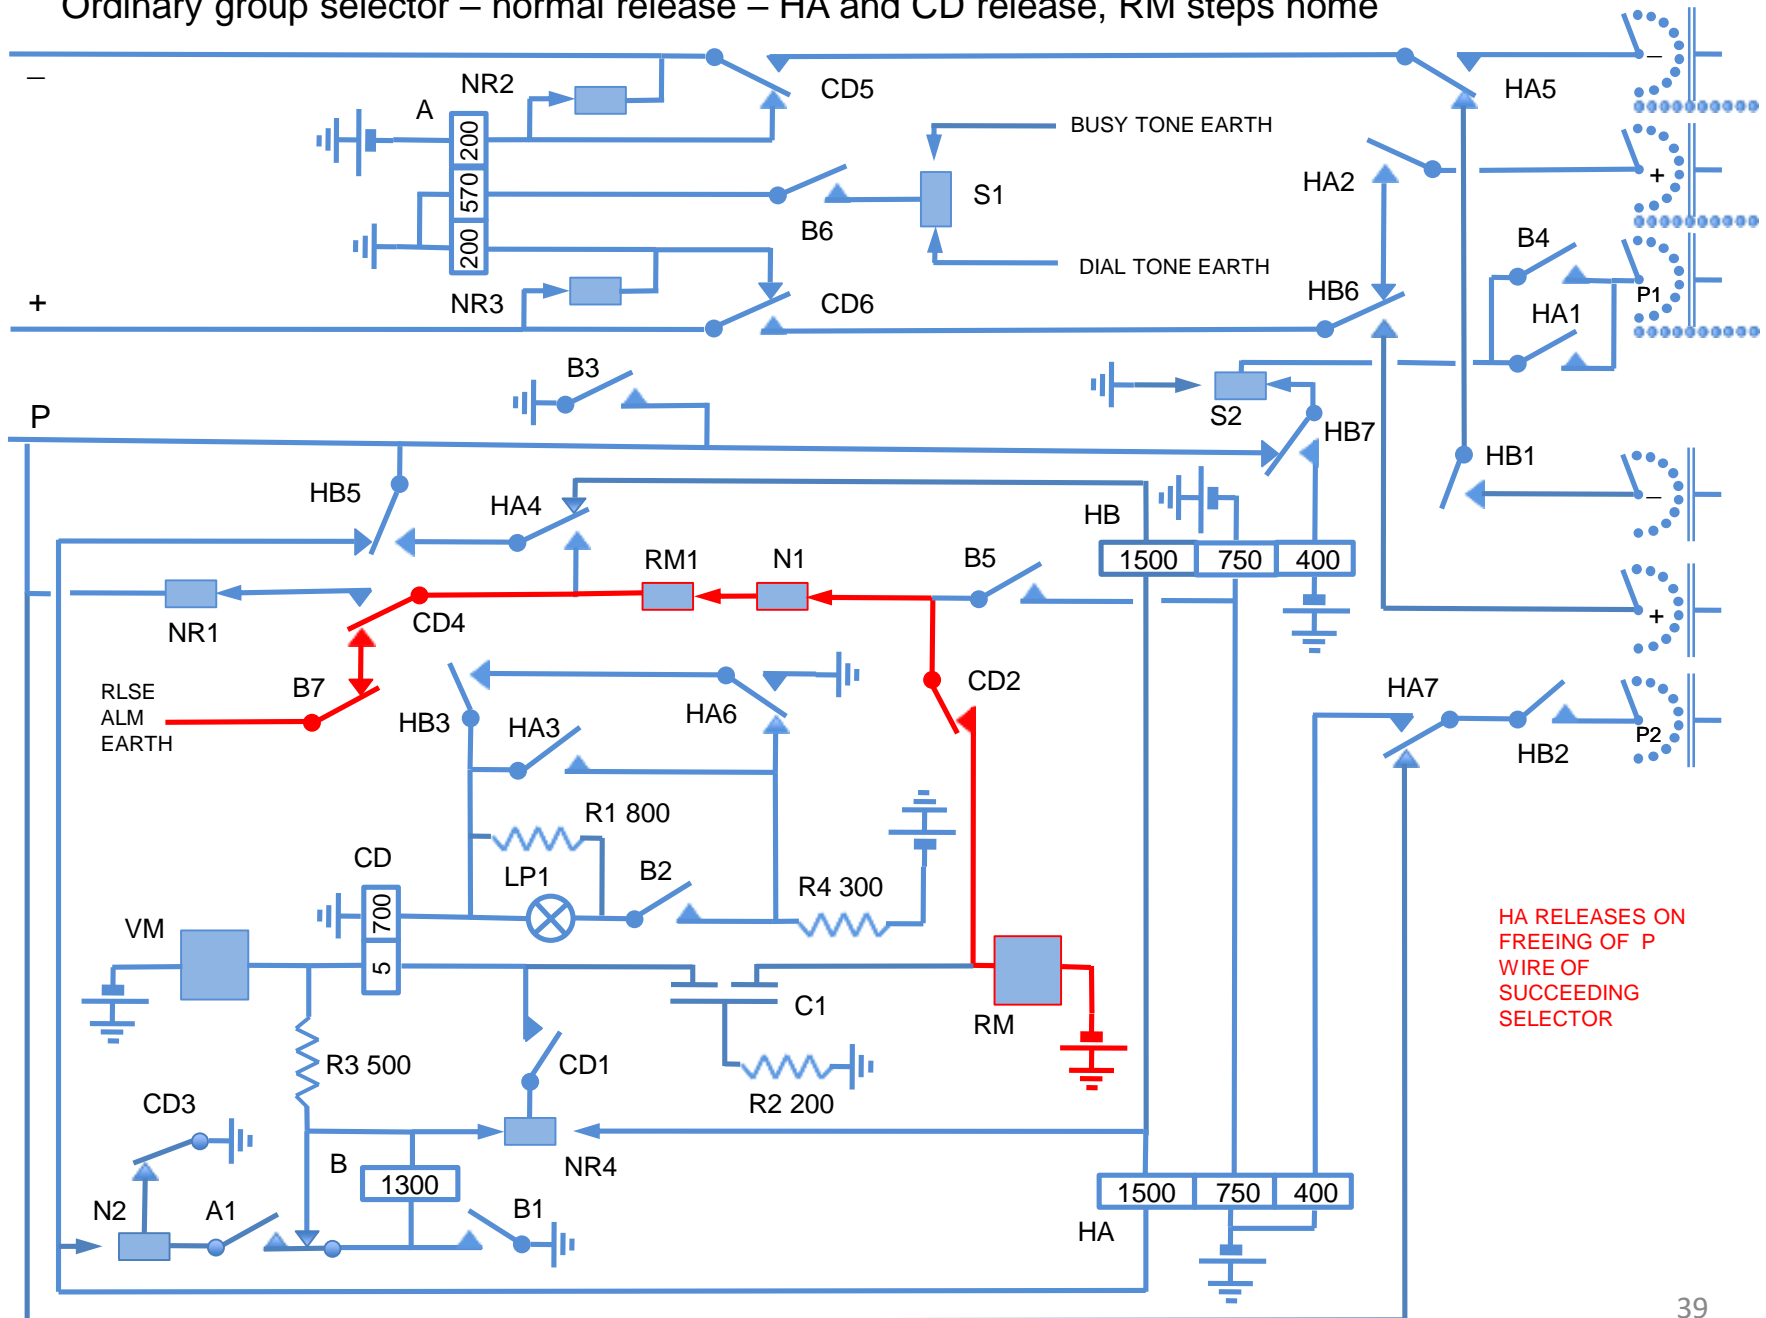 Ordinary group selector – normal release – HA and CD release, RM steps home
–
NR2
CD5
HA5
–
A
200
BUSY TONE EARTH
570
S1
HA2
+
B6
200
DIAL TONE EARTH
B4
+
NR3
CD6
HB6
P1
HA1
B3
P
S2
HB7
HB1
HB5
HA4
HB
–
1500
750
400
RM1
N1
B5
NR1
CD4
+
RLSE
ALM
EARTH
B7
HB3
HA3
HA6
CD2
HA7
HB2
P2
R1 800
CD
700
5
LP1
B2
R4 300
VM
HA RELEASES ON
FREEING OF P
WIRE OF
SUCCEEDING
SELECTOR
C1
RM
R3 500
CD1
R2 200
CD3
NR4
B
1300
N2
A1
B1
1500
750
400
HA
39